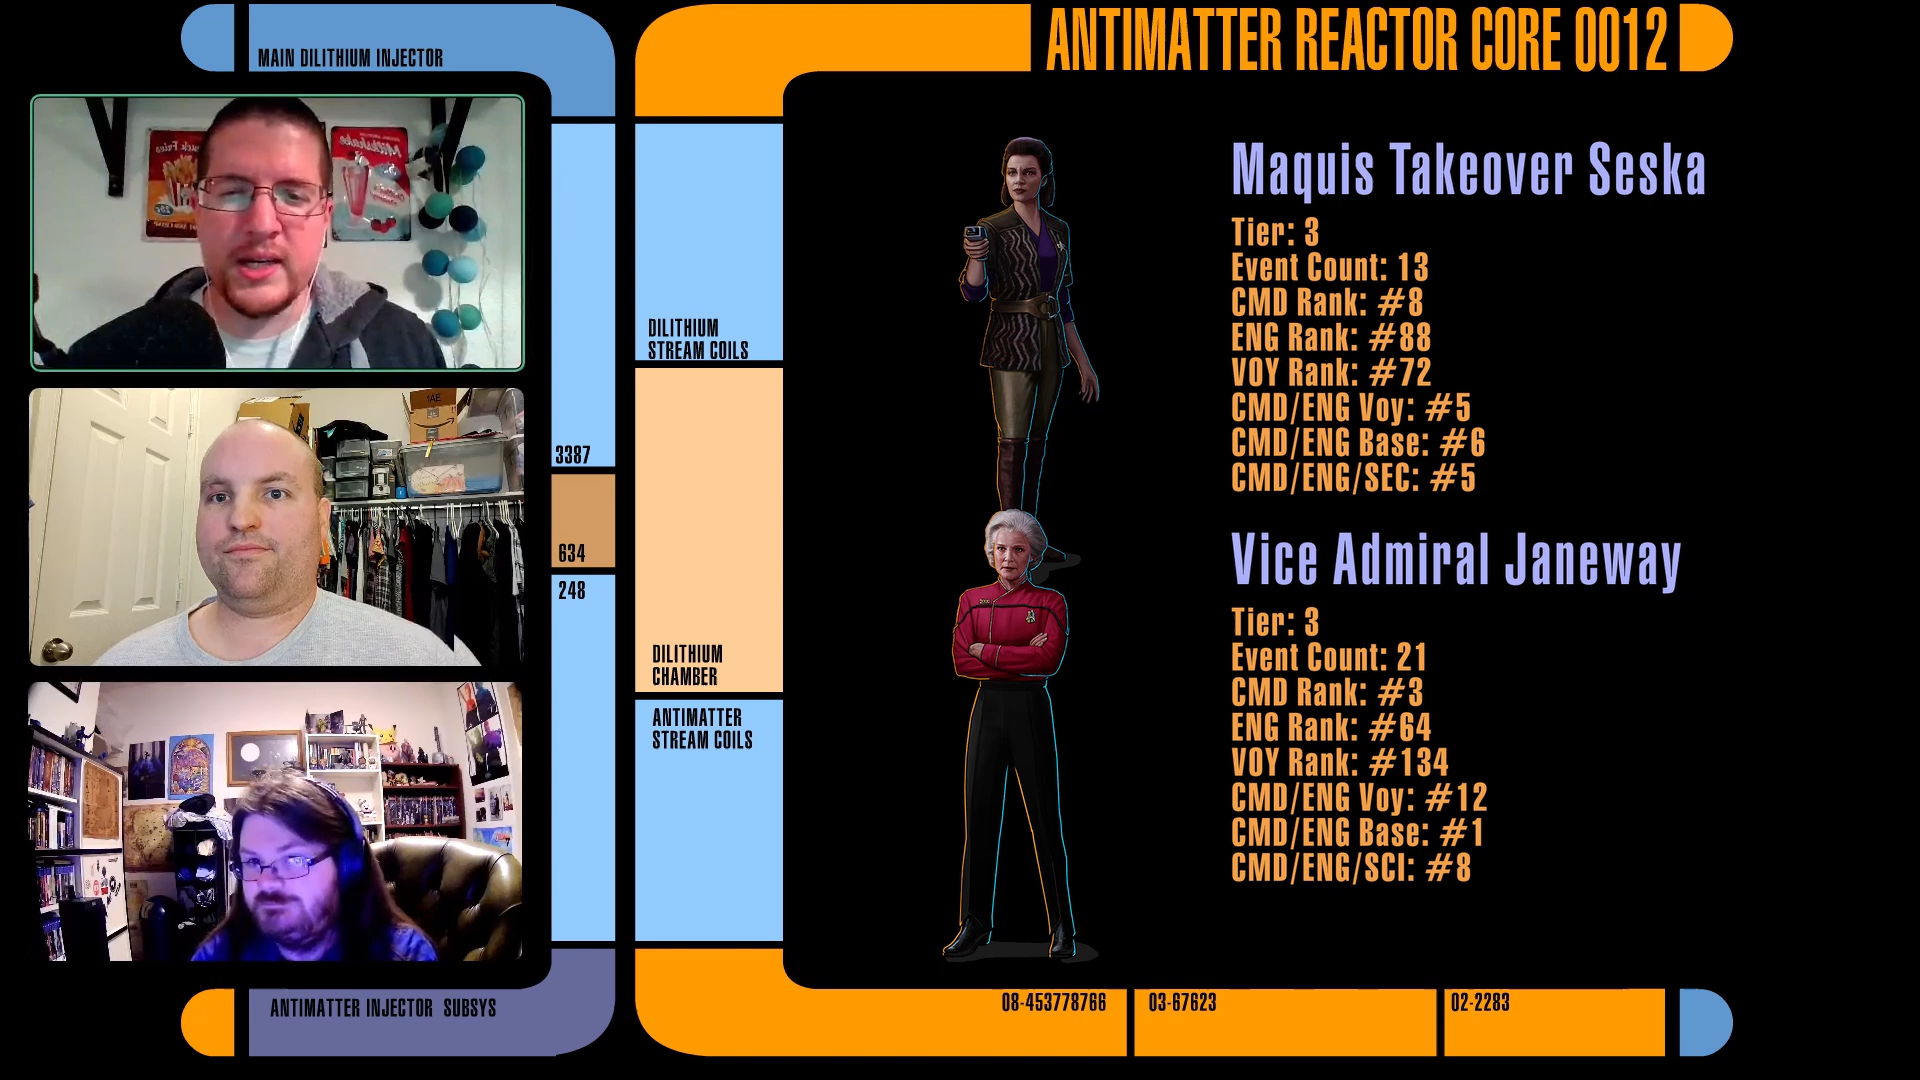 MAIN DILITHIUM INJECTOR
ANTIMATTER REACTOR CORE 0012
Milkshake
Fries
1AE
3387
634
248
DILITHIUM
STREAM COILS
DILITHIUM
CHAMBER
ANTIMATTER
STREAM COILS
Maquis Takeover Seska
Tier: 3
Event Count: 13
CMD Rank: #8
ENG Rank: #88
VOY Rank: #72
CMD/ENG Voy: #5
CMD/ENG Base: #6
CMD/ENG/SEC: #5
Vice Admiral Janeway
Tier: 3
Event Count: 21
CMD Rank: #3
ENG Rank: #64
VOY Rank: #134
CMD/ENG Voy: #12
CMD/ENG Base: #1
CMD/ENG/SCI: #8
ANTIMATTER INJECTOR SUBSYS
08-453778766
03-67623
02-2283